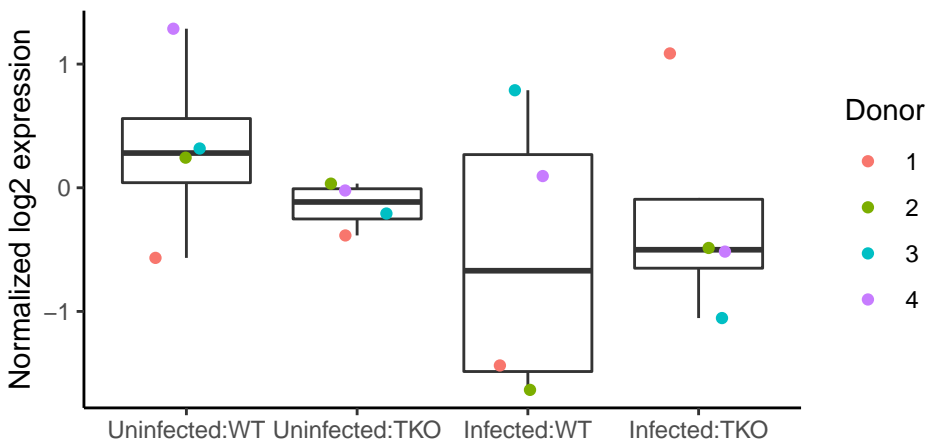 Normalized log2 expression
1
0
−1
Uninfected:WT
Uninfected:TKO
Infected:WT
Infected:TKO
Donor
1
2
3
4